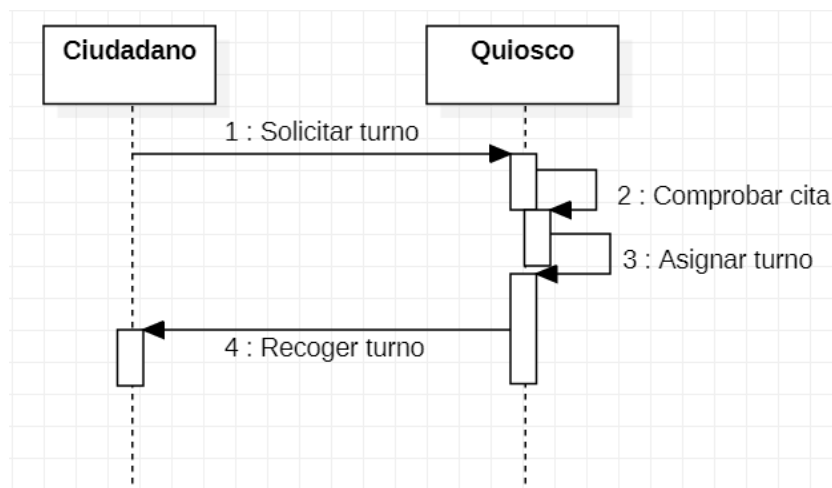 Ciudadano
Quiosco
1 : Solicitar turno
2 : Comprobar cita
3 : Asignar turno
4 : Recoger turno